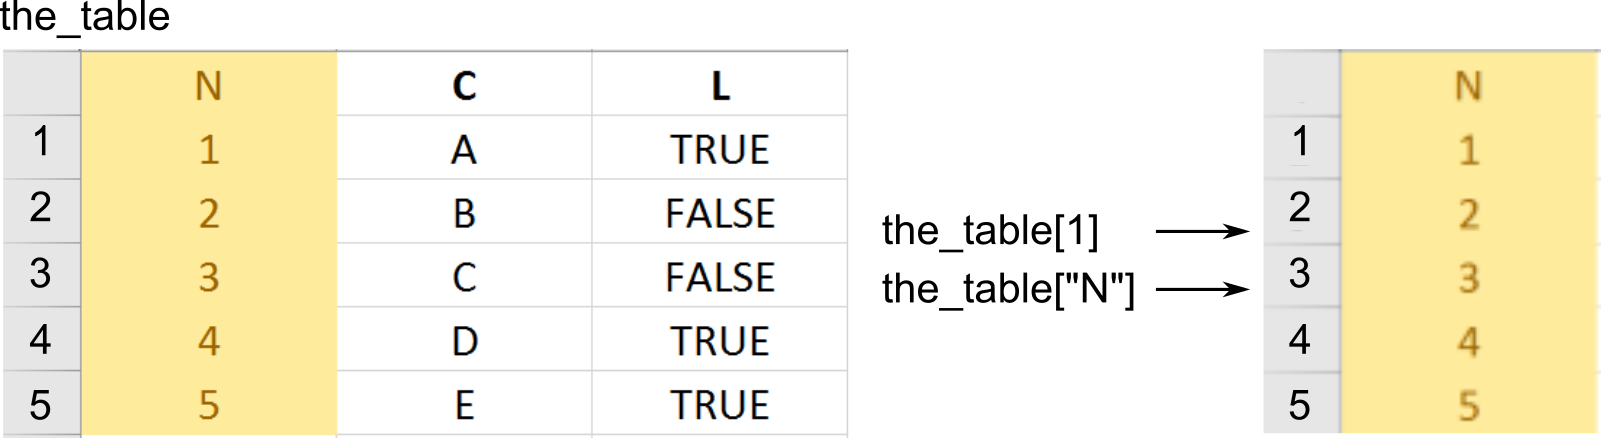 the_table
N C L N
1 1 A TRUE 1 1
2 2 B FALSE 2 2
the_table[1]
3 3 C FALSE 3 3
the_table["N"]
4 4 D TRUE 4 4
5 5 E TRUE 5 5